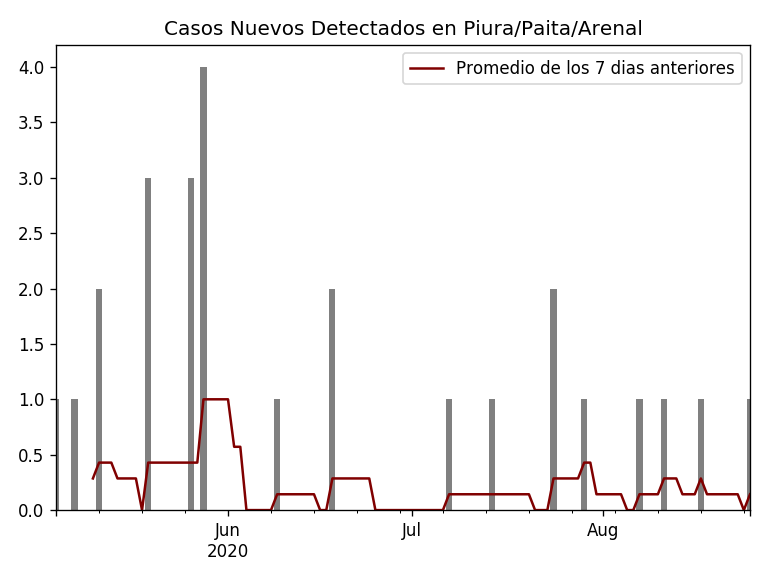 Casos Nuevos Detectados en Piura/Paita/Arenal
Promedio de los 7 dias anteriores
4.0
3.5
3.0
2.5
2.0
1.5
1.0
0.5
0.0
Jun
2020
Jul
Aug